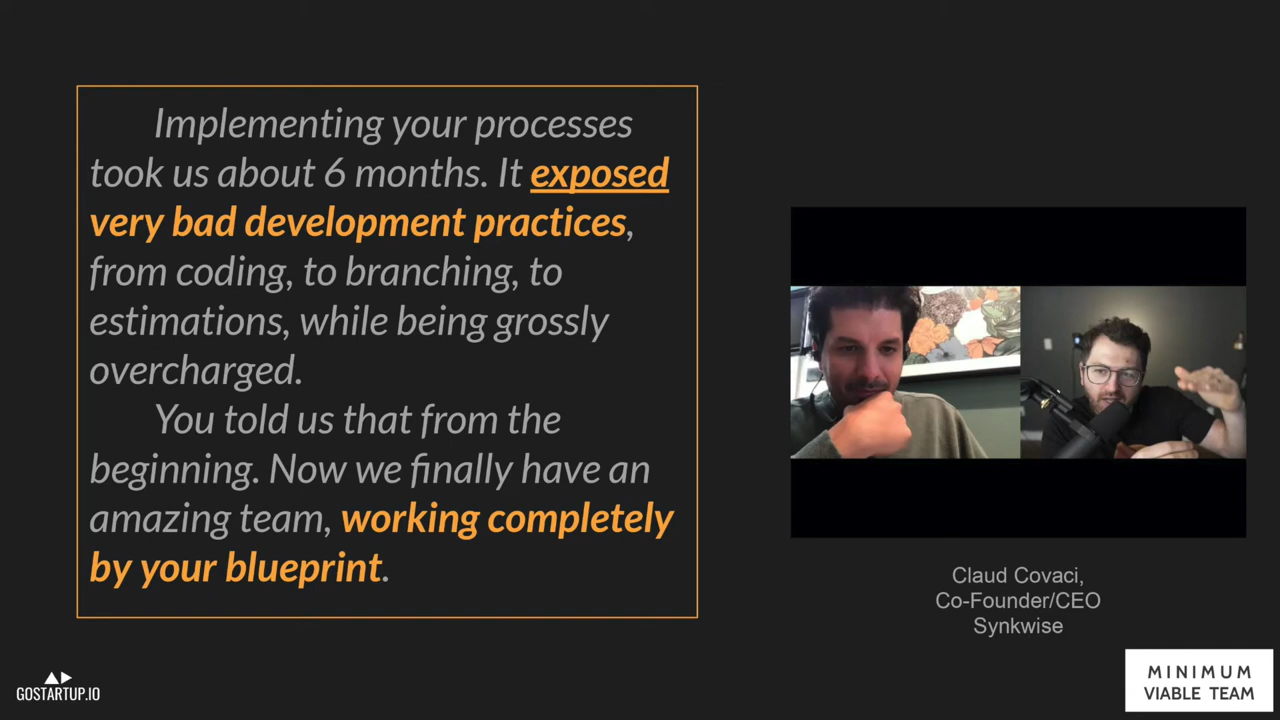 Implementing your processes
took us about 6 months. It exposed
very bad development practices,
from coding, to branching, to
estimations, while being grossly
overcharged.
You told us that from the
beginning. Now we finally have an
amazing team, working completely
by your blueprint.
Claud Covaci,
Co-Founder/CEO
Synkwise
GOSTARTUP.IO
MINIMUM
VIABLE TEAM